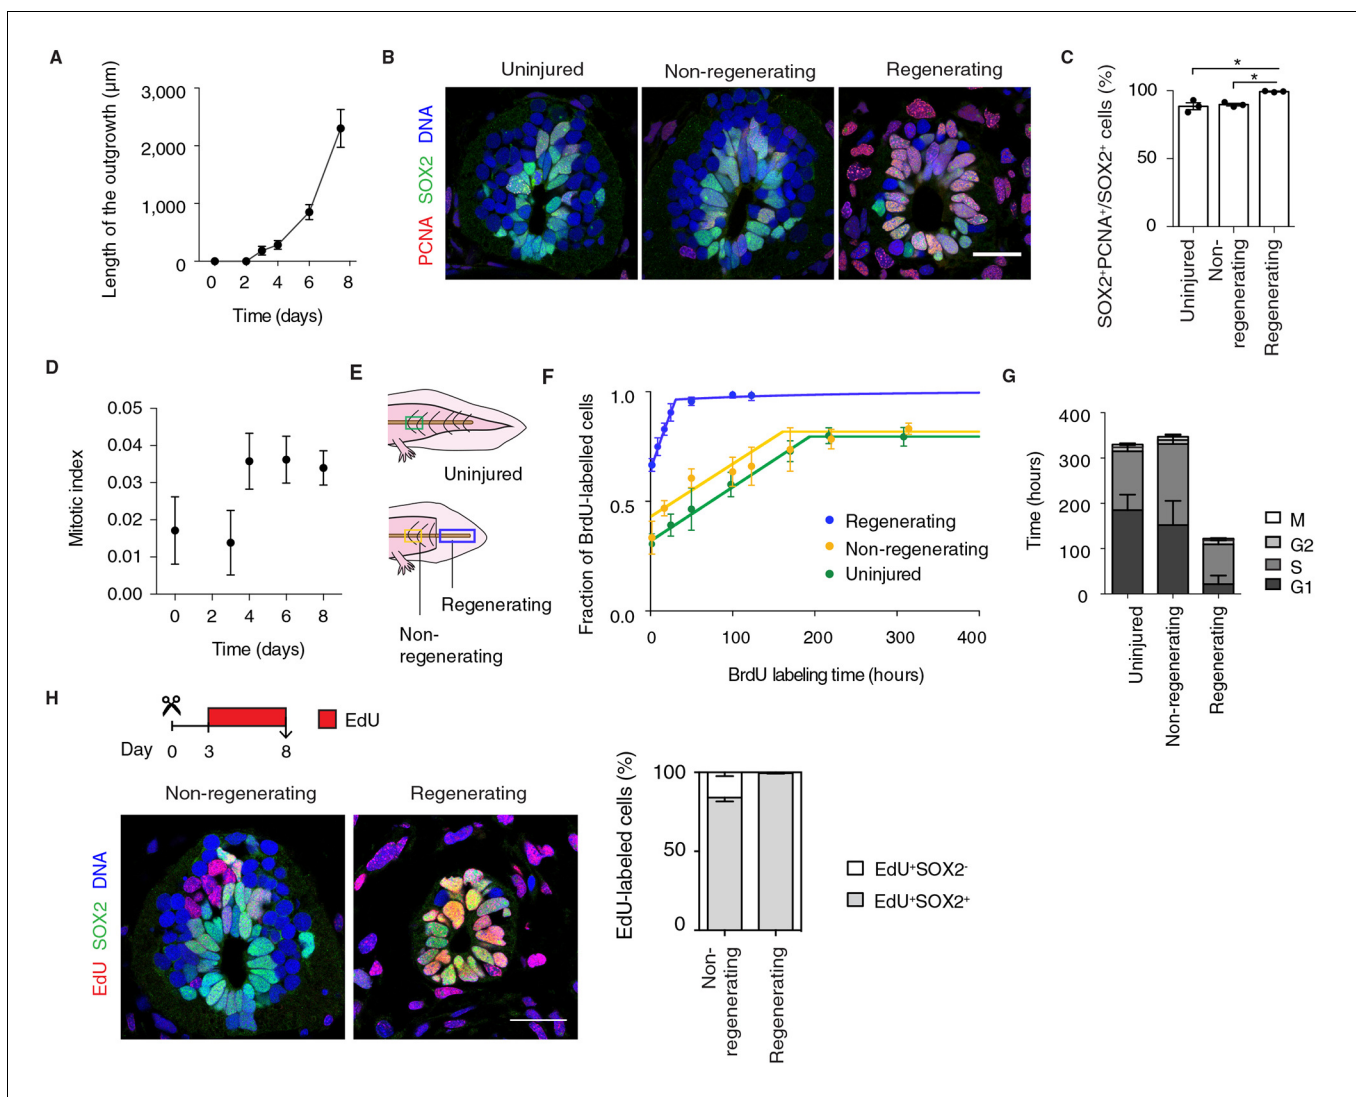 A
Length of the outgrowth (µm)
3,000
2,000
1,000
0
0 2 4 6 8
Time (days)
B
Uninjured Non-regenerating Regenerating
PCNA SOX2 DNA
C
SOX2⁺PCNA⁺/SOX2⁺ cells (%)
100
50
0
*
*
Uninjured
Non-
regenerating
Regenerating
D
Mitotic index
0.05
0.04
0.03
0.02
0.01
0.00
0 2 4 6 8
Time (days)
E
Uninjured
Regenerating
Non-
regenerating
F
Fraction of BrdU-labelled cells
1.0
0.5
0.0
Regenerating
Non-regenerating
Uninjured
0 100 200 300 400
BrdU labeling time (hours)
G
Time (hours)
400
300
200
100
0
M
G2
S
G1
Uninjured
Non-regenerating
Regenerating
H
EdU
Day 0 3 8
Non-regenerating Regenerating
EdU SOX2 DNA
EdU-labeled cells (%)
100
50
0
EdU⁺SOX2⁻
EdU⁺SOX2⁺
Non-
regenerating
Regenerating